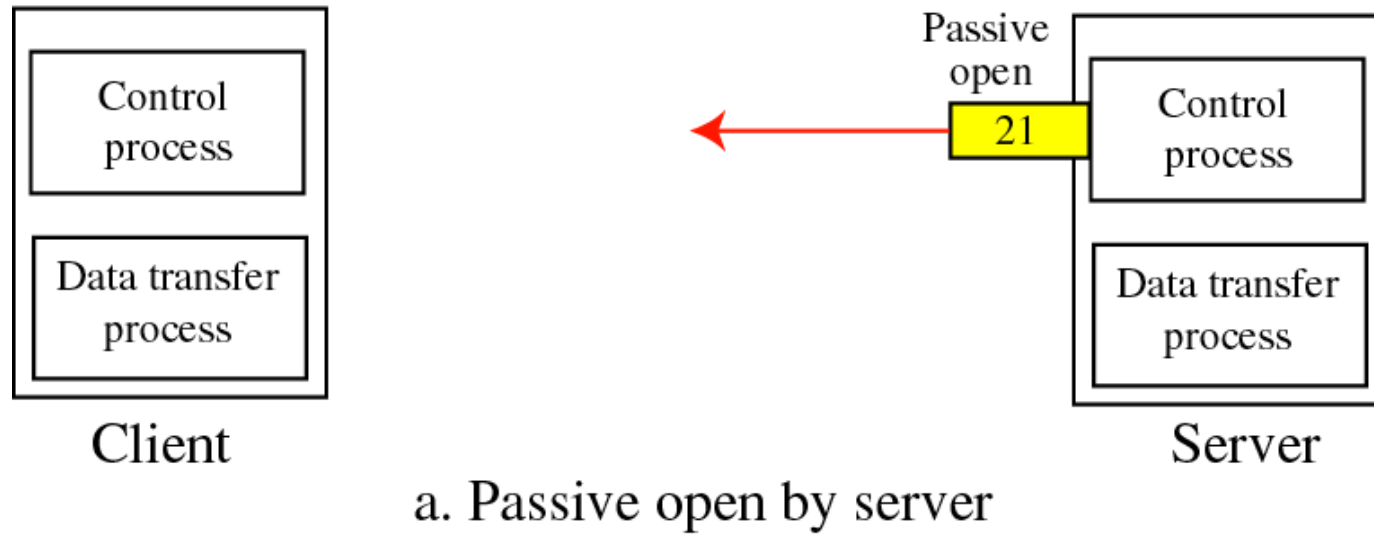 Control
process
Data transfer
process
Client
Passive
open
21
Control
process
Data transfer
process
Server
a. Passive open by server